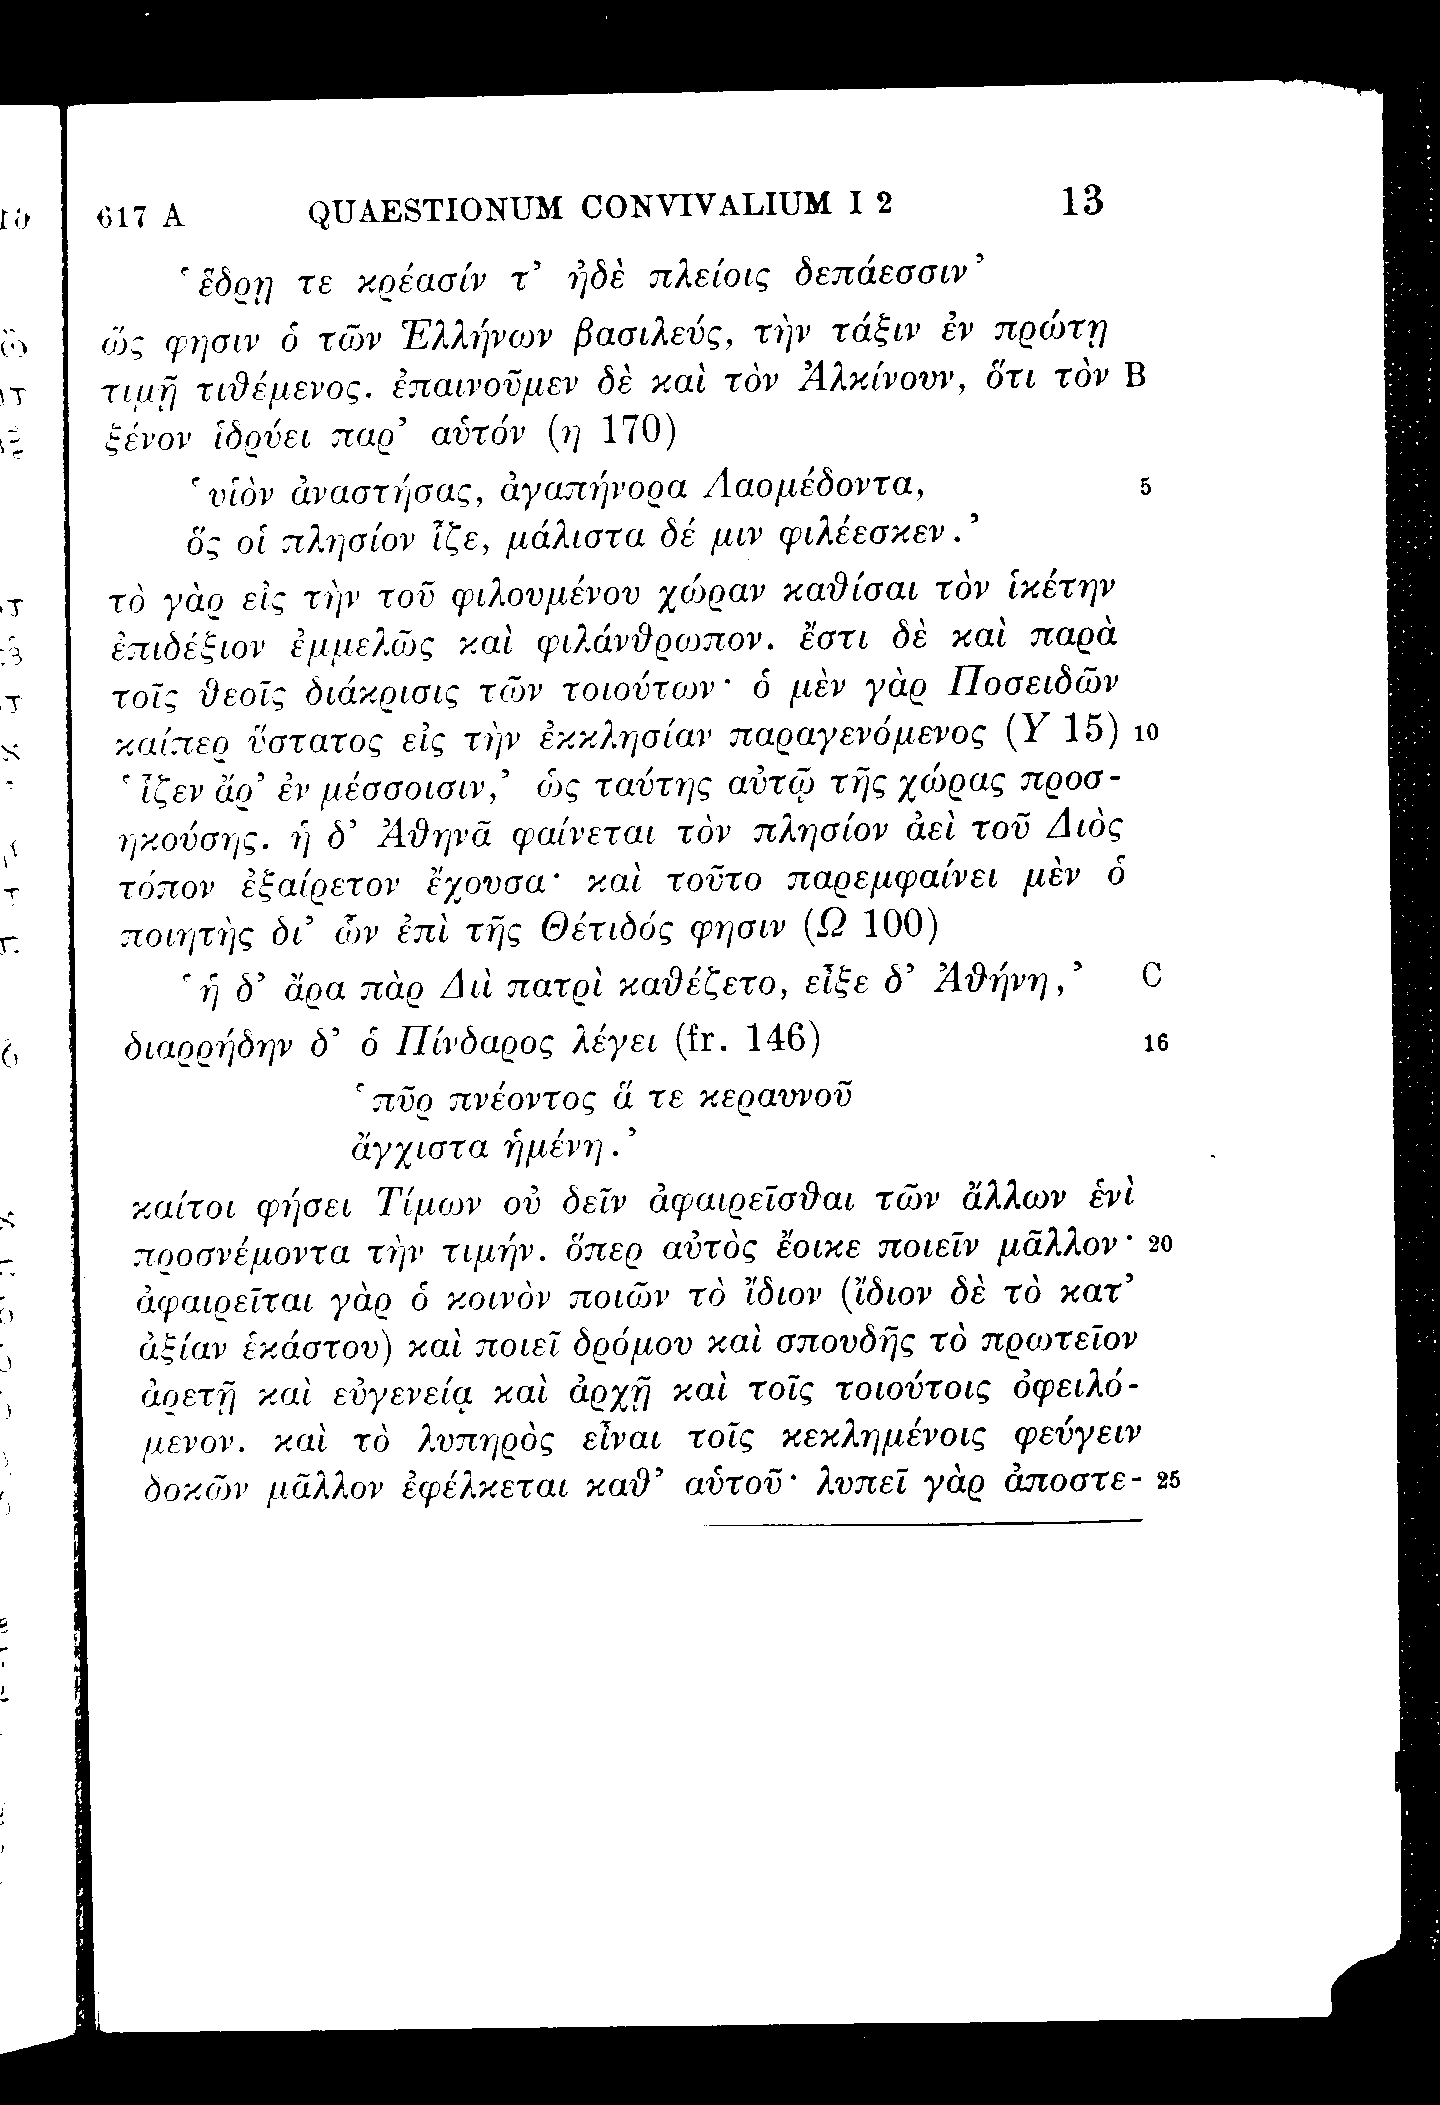 617 A QUAESTIONUM CONVIVALIUM I 2 13
‘ἕδρῃ τε κρέασίν τ’ ἠδὲ πλείοις δεπάεσσιν’
ὥς φησιν ὁ τῶν Ἑλλήνων βασιλεύς, τὴν τάξιν ἐν πρώτῃ
τιμῇ τιθέμενος. ἐπαινοῦμεν δὲ καὶ τὸν Ἀλκίνουν, ὅτι τὸν B
ξένον ἱδρύει παρ’ αὑτόν (η 170)
‘υἱὸν ἀναστήσας, ἀγαπήνορα Λαομέδοντα, 5
ὅς οἱ πλησίον ἷζε, μάλιστα δέ μιν φιλέεσκεν.’
τὸ γὰρ εἰς τὴν τοῦ φιλουμένου χώραν καθίσαι τὸν ἱκέτην
ἐπιδέξιον ἐμμελῶς καὶ φιλάνθρωπον. ἔστι δὲ καὶ παρὰ
τοῖς θεοῖς διάκρισις τῶν τοιούτων· ὁ μὲν γὰρ Ποσειδῶν
καίπερ ὕστατος εἰς τὴν ἐκκλησίαν παραγενόμενος (Υ 15) 10
‘ἷζεν ἄρ’ ἐν μέσσοισιν,’ ὡς ταύτης αὐτῷ τῆς χώρας προσ-
ηκούσης. ἡ δ’ Ἀθηνᾶ φαίνεται τὸν πλησίον ἀεὶ τοῦ Διὸς
τόπον ἐξαίρετον ἔχουσα· καὶ τοῦτο παρεμφαίνει μὲν ὁ
ποιητὴς δι’ ὧν ἐπὶ τῆς Θέτιδός φησιν (Ω 100)
‘ἡ δ’ ἄρα πὰρ Διὶ πατρὶ καθέζετο, εἶξε δ’ Ἀθήνη,’ C
διαρρήδην δ’ ὁ Πίνδαρος λέγει (fr. 146) 16
‘πῦρ πνέοντος ἅ τε κεραυνοῦ
ἄγχιστα ἡμένη.’
καίτοι φήσει Τίμων οὐ δεῖν ἀφαιρεῖσθαι τῶν ἄλλων ἑνὶ
προσνέμοντα τὴν τιμήν. ὅπερ αὐτὸς ἔοικε ποιεῖν μᾶλλον· 20
ἀφαιρεῖται γὰρ ὁ κοινὸν ποιῶν τὸ ἴδιον (ἴδιον δὲ τὸ κατ’
ἀξίαν ἑκάστου) καὶ ποιεῖ δρόμου καὶ σπουδῆς τὸ πρωτεῖον
ἀρετῇ καὶ εὐγενείᾳ καὶ ἀρχῇ καὶ τοῖς τοιούτοις ὀφειλό-
μενον. καὶ τὸ λυπηρὸς εἶναι τοῖς κεκλημένοις φεύγειν
δοκῶν μᾶλλον ἐφέλκεται καθ’ αὑτοῦ· λυπεῖ γὰρ ἀποστε- 25